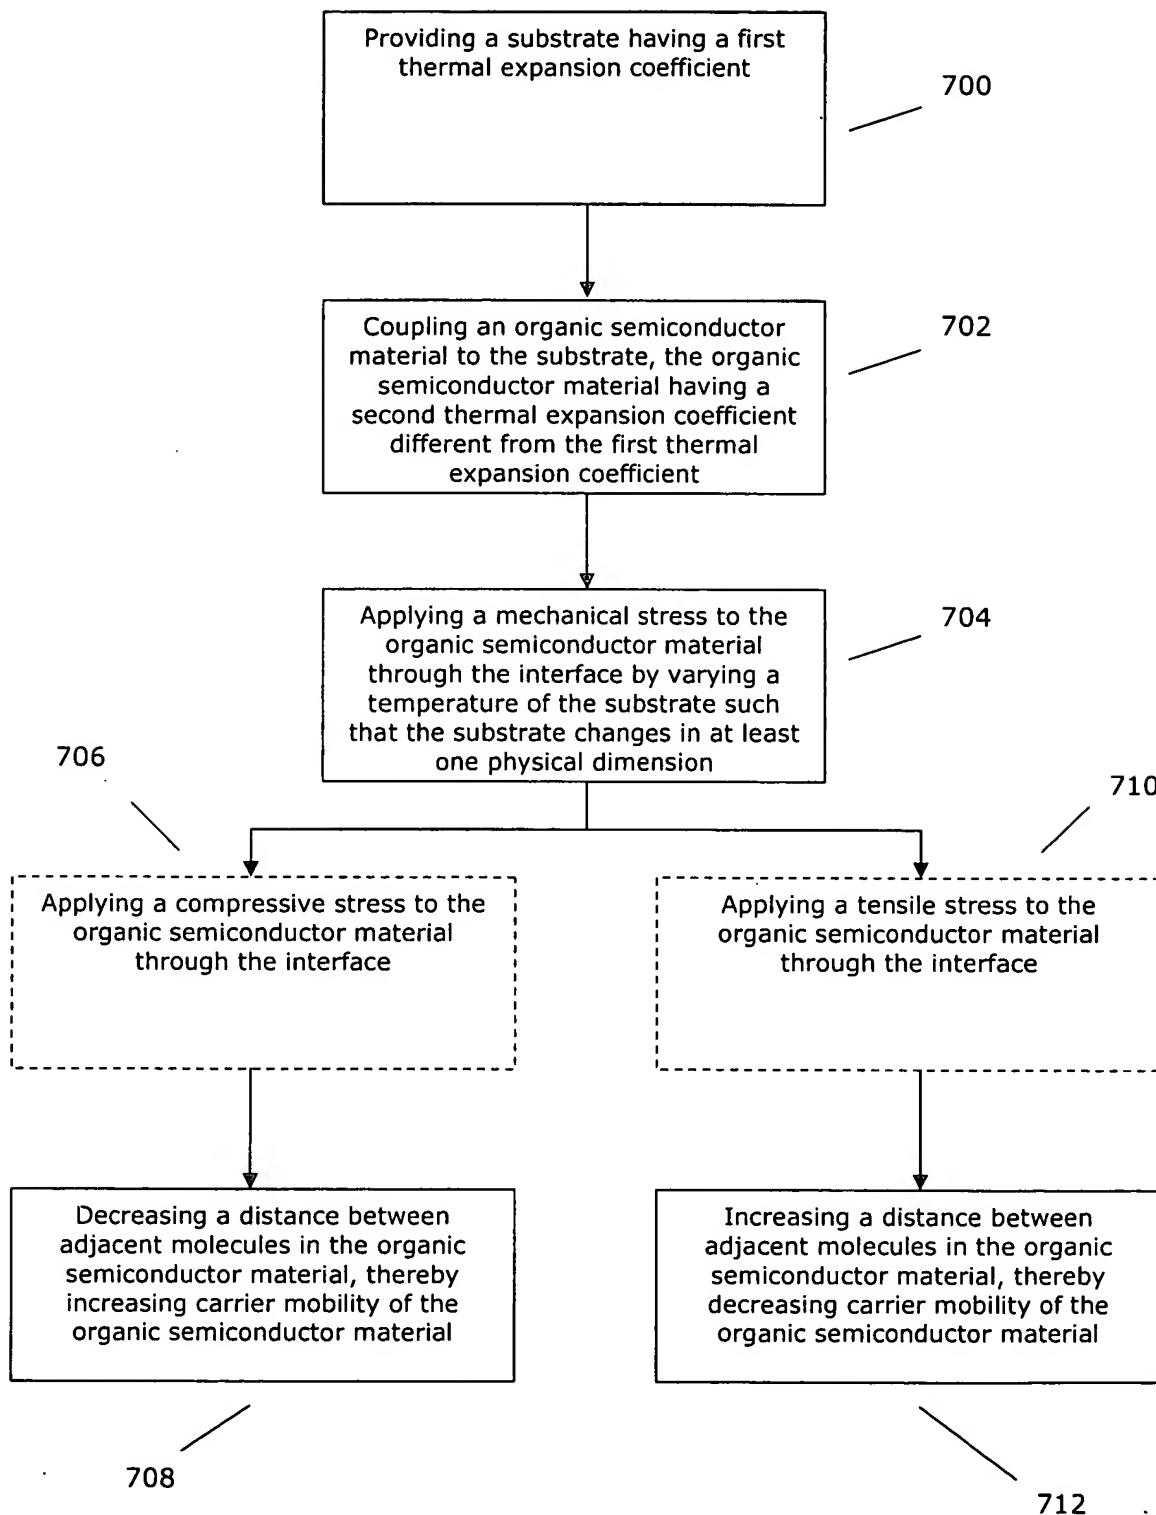 Providing a substrate having a first
thermal expansion coefficient
700
Coupling an organic semiconductor
material to the substrate, the organic
semiconductor material having a
second thermal expansion coefficient
different from the first thermal
expansion coefficient
702
Applying a mechanical stress to the
organic semiconductor material
through the interface by varying a
temperature of the substrate such
that the substrate changes in at least
one physical dimension
704
706
Applying a compressive stress to the
organic semiconductor material
through the interface
710
Applying a tensile stress to the
organic semiconductor material
through the interface
Decreasing a distance between
adjacent molecules in the organic
semiconductor material, thereby
increasing carrier mobility of the
organic semiconductor material
708
Increasing a distance between
adjacent molecules in the organic
semiconductor material, thereby
decreasing carrier mobility of the
organic semiconductor material
712